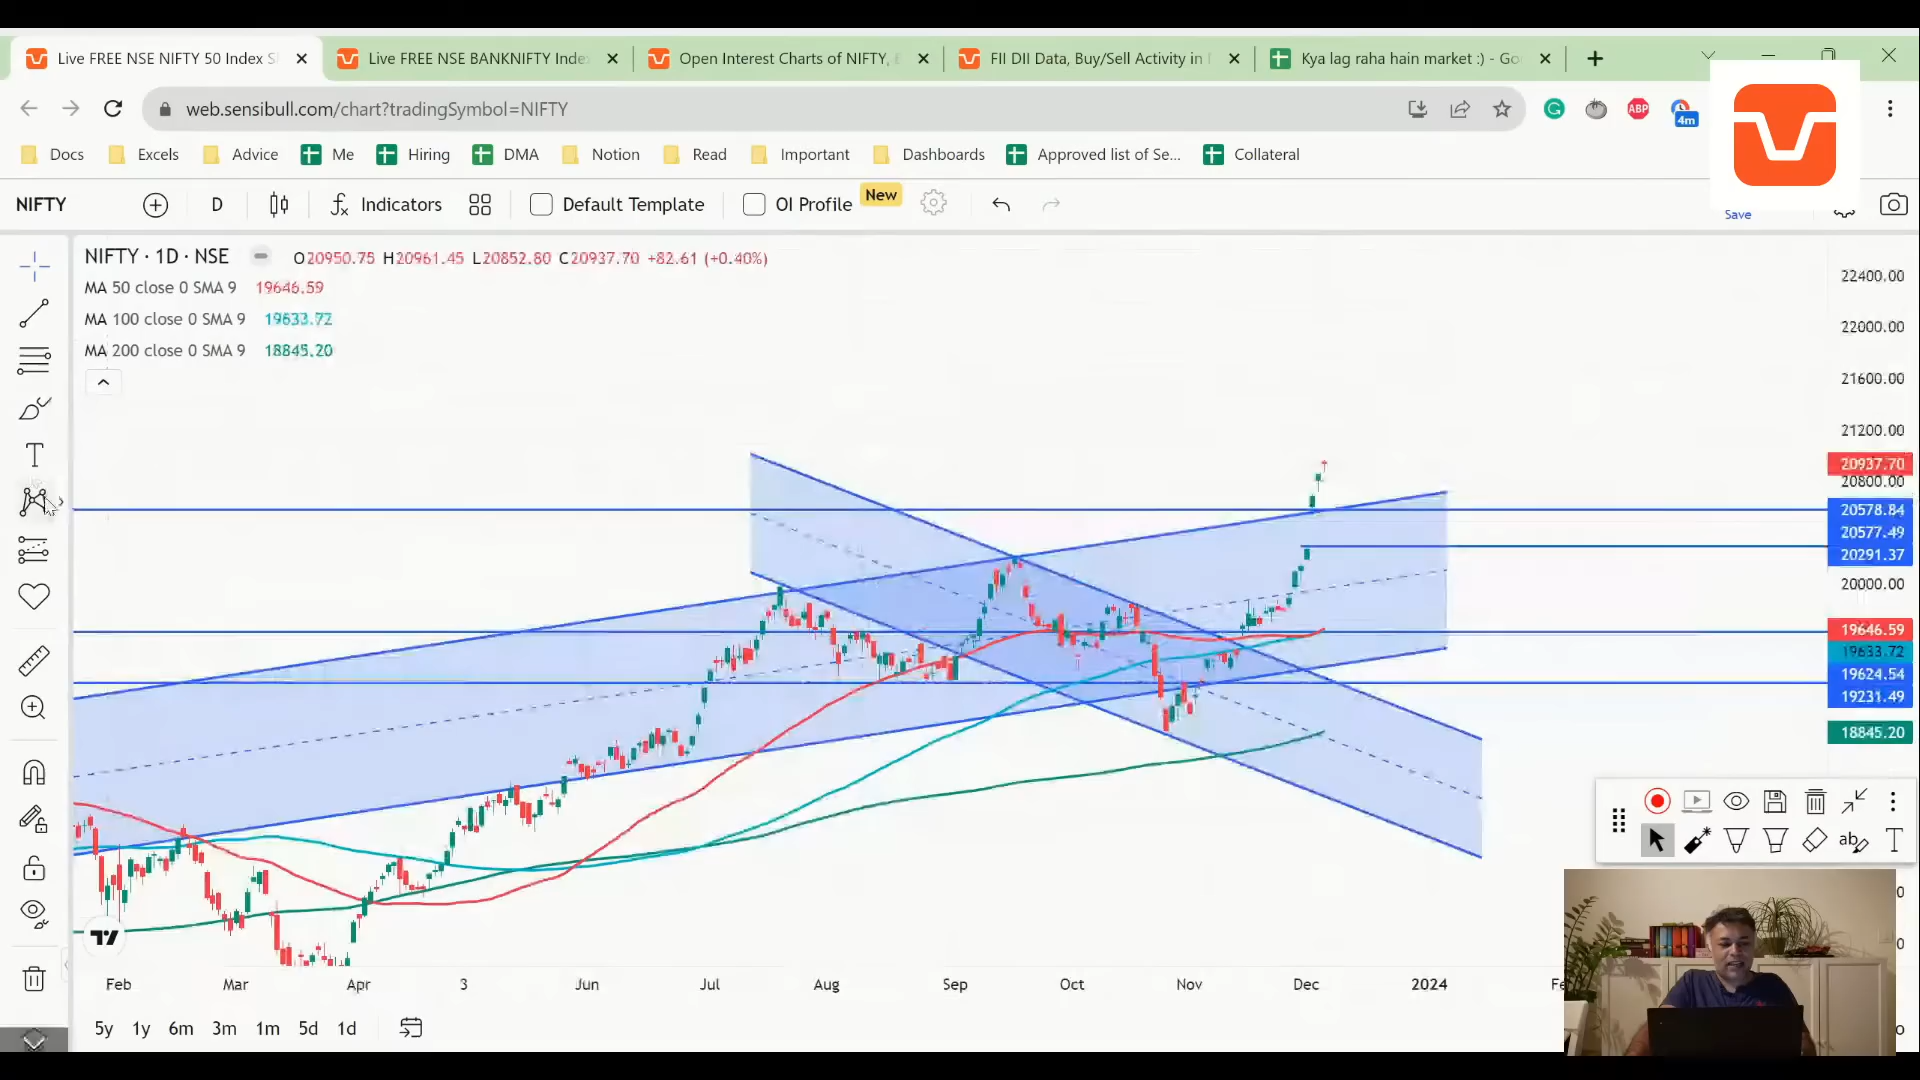 Live FREE NSE NIFTY 50 Index S
Live FREE NSE BANKNIFTY Inde
Open Interest Charts of NIFTY,
FII DII Data, Buy/Sell Activity in
Kya lag raha hain market :) - Go
web.sensibull.com/chart?tradingSymbol=NIFTY
ABP
4m
Docs
Excels
Advice
Me
Hiring
DMA
Notion
Read
Important
Dashboards
Approved list of Se...
Collateral
NIFTY
D
Indicators
Default Template
OI Profile
New
Save
NIFTY · 1D · NSE
O20950.75 H20961.45 L20852.80 C20937.70 +82.61 (+0.40%)
MA 50 close 0 SMA 9 19646.59
MA 100 close 0 SMA 9 19633.72
MA 200 close 0 SMA 9 18845.20
22400.00
22000.00
21600.00
21200.00
20937.70
20800.00
20578.84
20577.49
20291.37
20000.00
19646.59
19633.72
19624.54
19231.49
18845.20
Feb
Mar
Apr
3
Jun
Jul
Aug
Sep
Oct
Nov
Dec
2024
Fe
5y
1y
6m
3m
1m
5d
1d